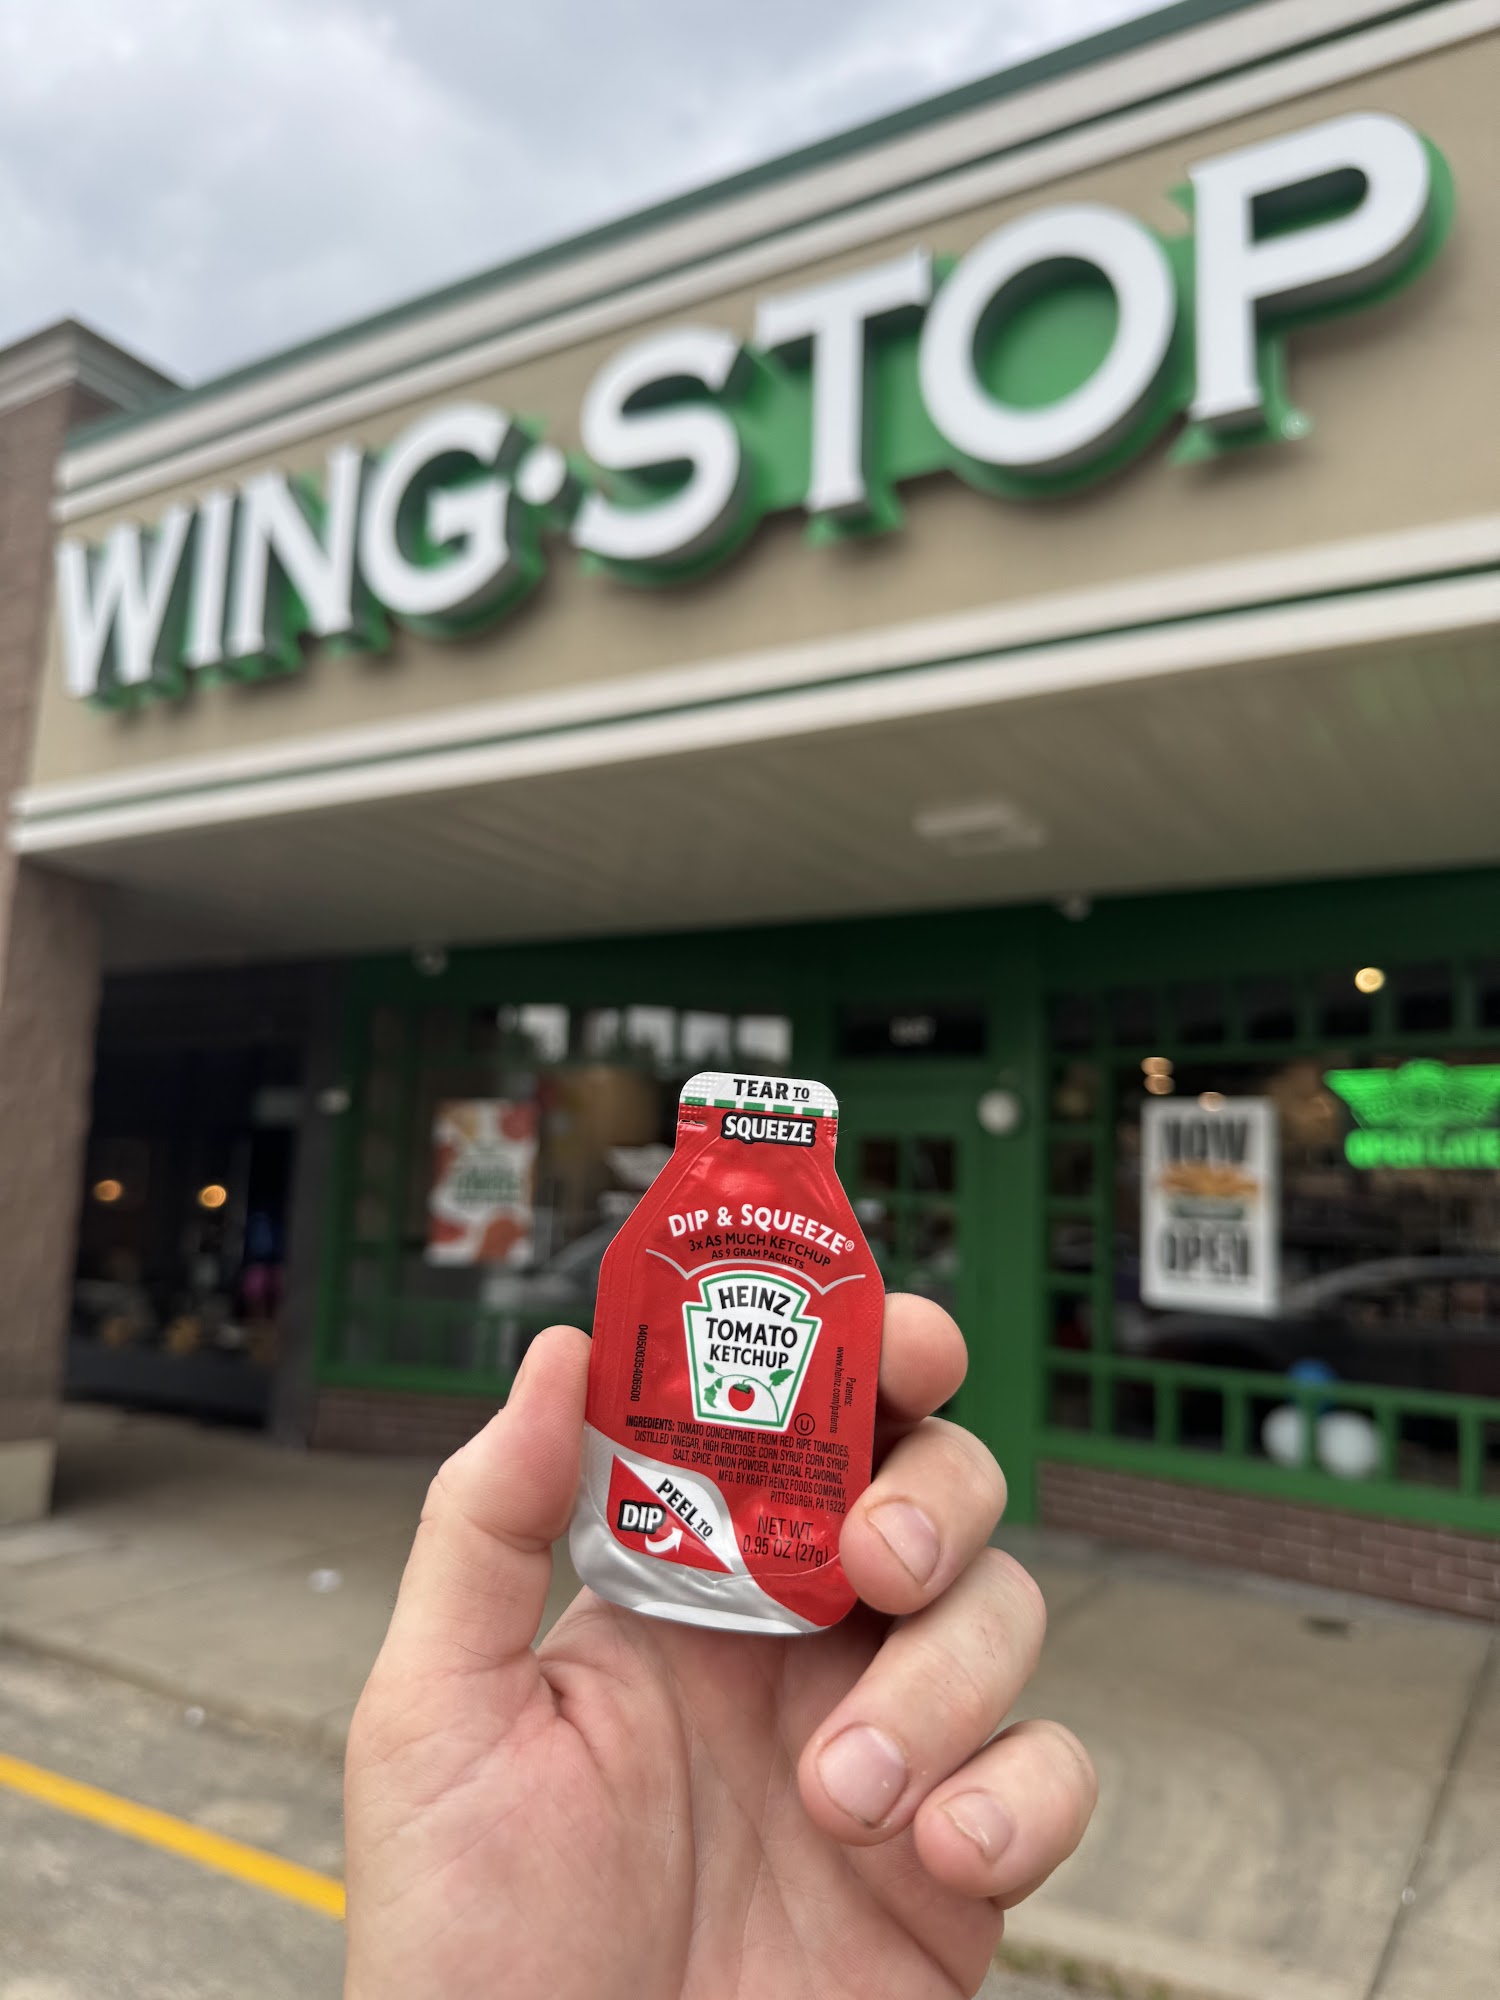 WING·STOP
TEAR TO
SQUEEZE
DIP & SQUEEZE®
3x AS MUCH KETCHUP
AS 9 GRAM PACKETS
HEINZ
TOMATO
KETCHUP
U
Patents:
www.heinz.com/patents
INGREDIENTS: TOMATO CONCENTRATE FROM RED RIPE TOMATOES,
DISTILLED VINEGAR, HIGH FRUCTOSE CORN SYRUP, CORN SYRUP,
SALT, SPICE, ONION POWDER, NATURAL FLAVORING.
MFD. BY KRAFT HEINZ FOODS COMPANY,
PITTSBURGH, PA 15222
PEEL TO
DIP
NET WT.
0.95 OZ (27g)
NOW
OPEN
OPEN LATE